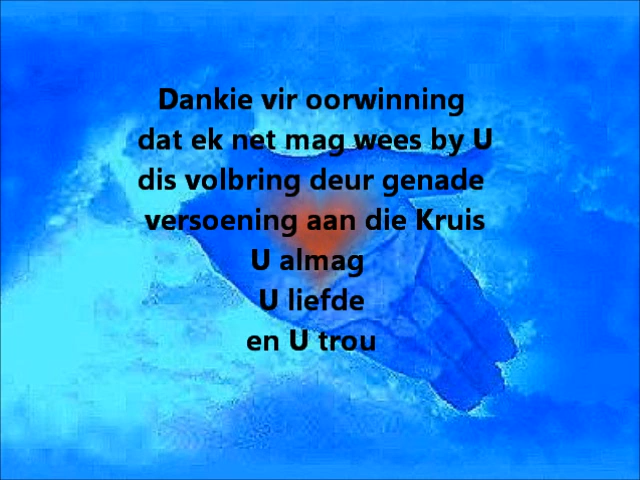 Dankie vir oorwinning
dat ek net mag wees by U
dis volbring deur genade
versoening aan die Kruis
U almag
U liefde
en U trou